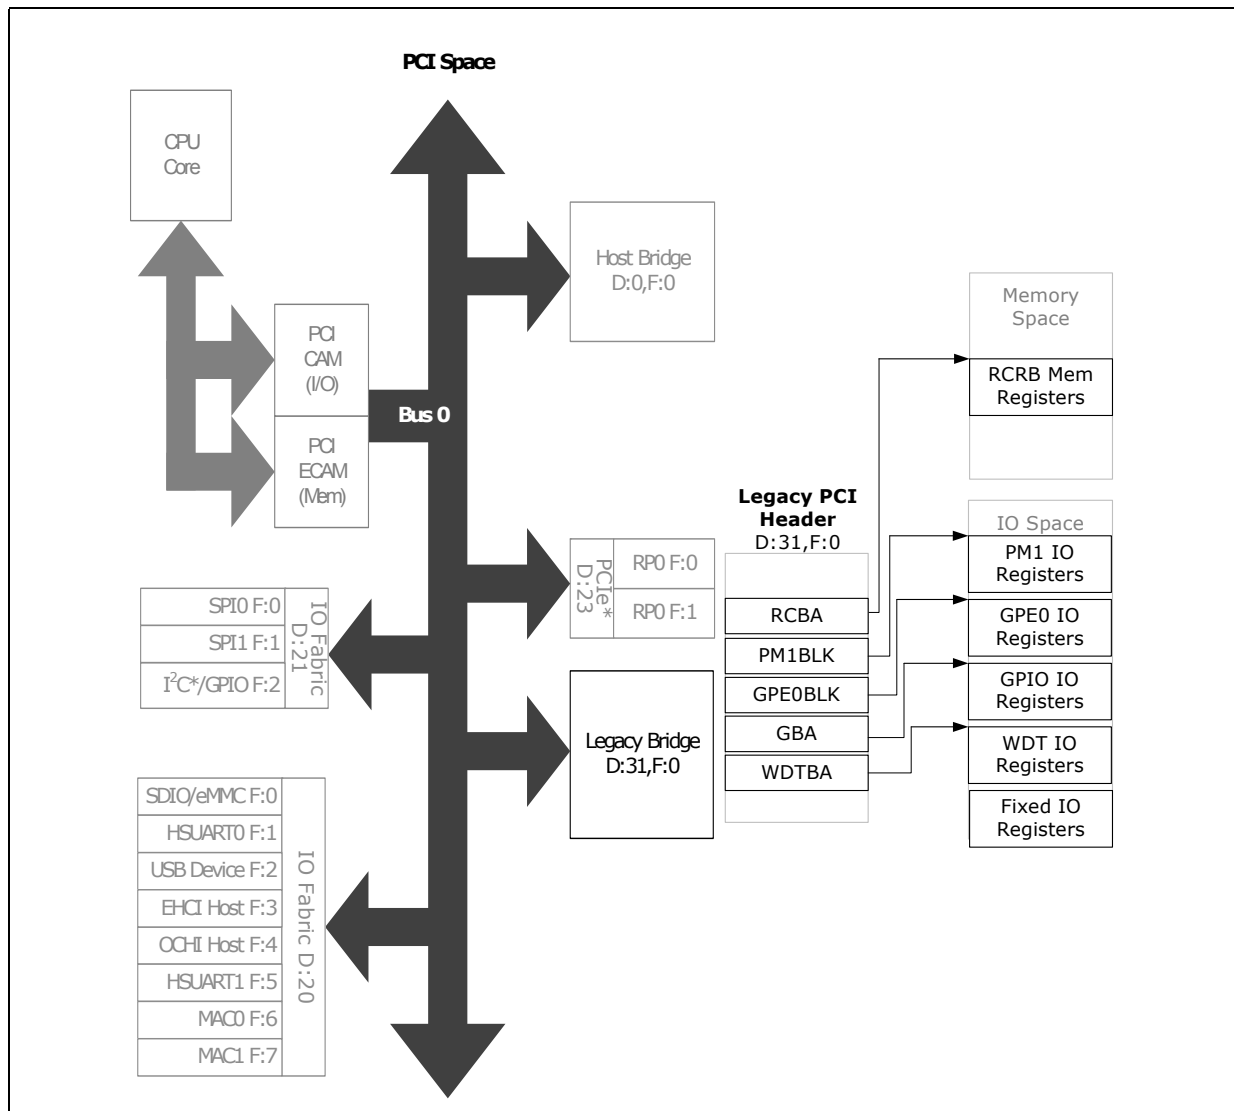 PCI Space
CPU
Core
Host Bridge
D:0,F:0
PCI
CAM
(I/O)
Bus 0
PCI
ECAM
(Mem)
Memory
Space
RCRB Mem
Registers
Legacy PCI
Header
D:31,F:0
RCBA
PM1BLK
GPE0BLK
GBA
WDTBA
IO Space
PM1 IO
Registers
GPE0 IO
Registers
GPIO IO
Registers
WDT IO
Registers
Fixed IO
Registers
PCIe*
D:23
RP0 F:0
RP0 F:1
SPI0 F:0
SPI1 F:1
I²C*/GPIO F:2
IO Fabric
D:21
Legacy Bridge
D:31,F:0
SDIO/eMMC F:0
HSUART0 F:1
USB Device F:2
EHCI Host F:3
OCHI Host F:4
HSUART1 F:5
MAC0 F:6
MAC1 F:7
IO Fabric D:20